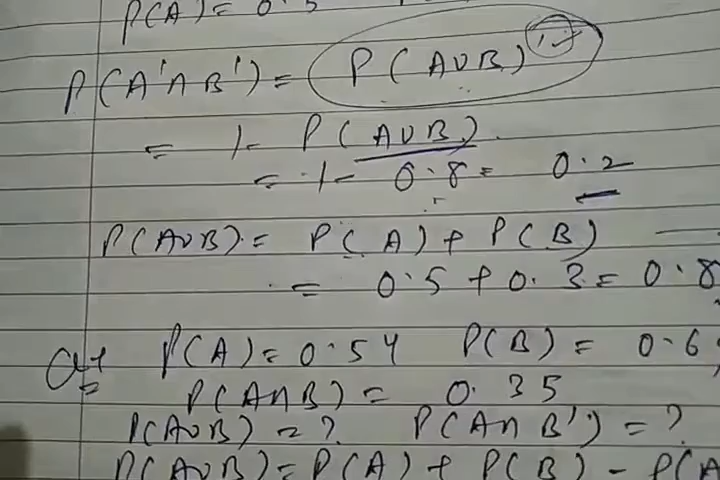 P(A) = 0.5
P(A'∩B') = P(A∪B)'
= 1- P(A∪B)
= 1- 0.8 = 0.2
P(A∪B) = P(A) + P(B)
= 0.5 + 0.3 = 0.8
P(A) = 0.54 P(B) = 0.6
P(A∩B) = 0.35
P(A∪B) = ? P(A∩B') = ?
P(A∪B) = P(A) + P(B) - P(A